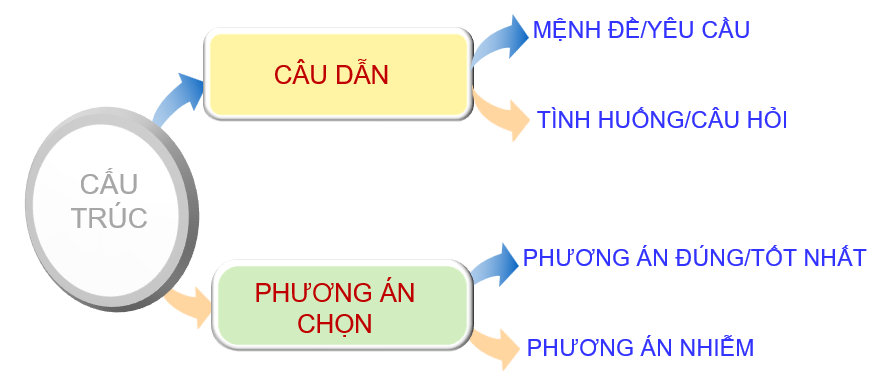 CẤU
TRÚC
CÂU DẪN
MỆNH ĐỀ/YÊU CẦU
TÌNH HUỐNG/CÂU HỎI
PHƯƠNG ÁN
CHỌN
PHƯƠNG ÁN ĐÚNG/TỐT NHẤT
PHƯƠNG ÁN NHIỄM